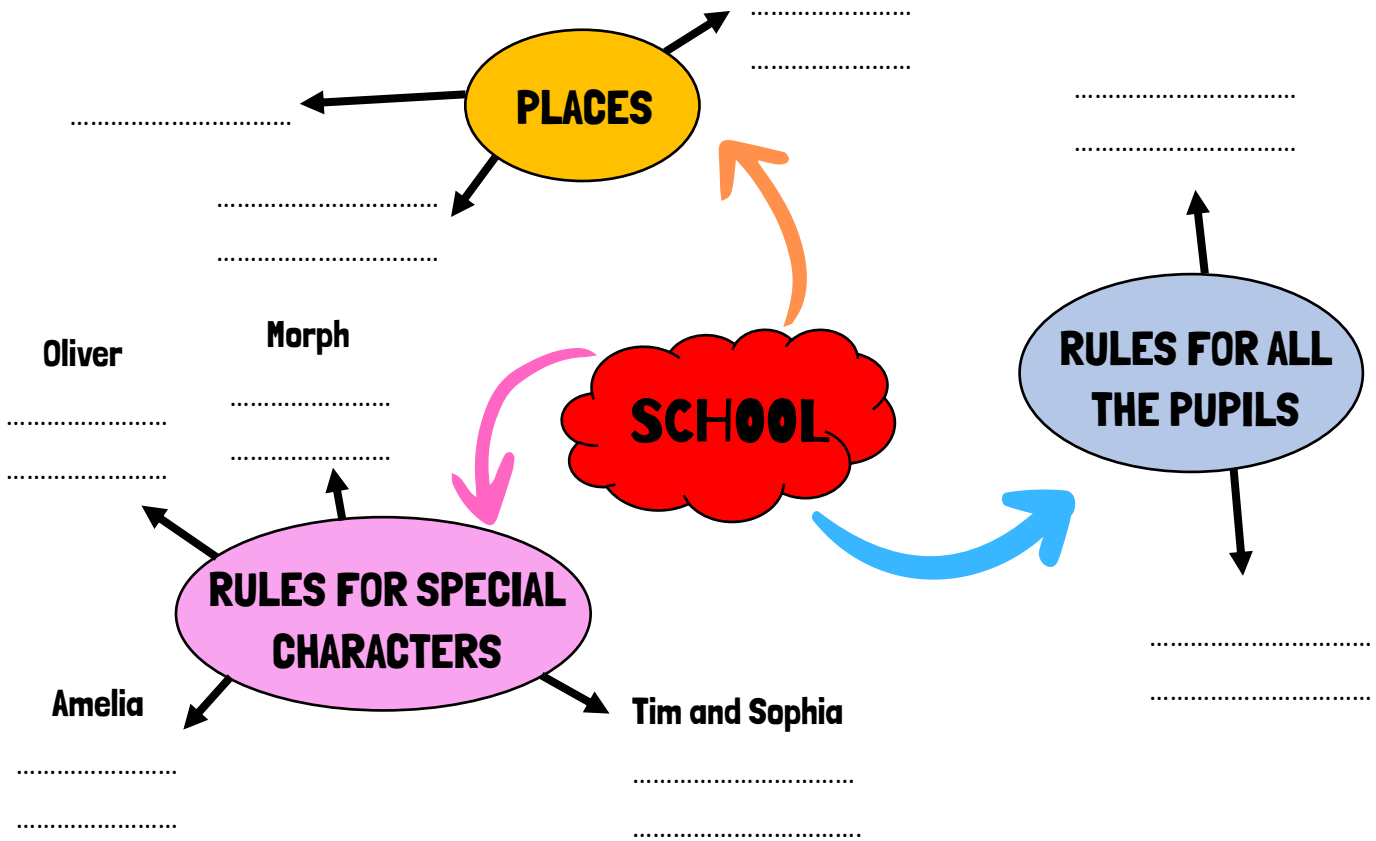 ……………………
……………………
PLACES
……………………………
……………………………
……………………………
……………………………
……………………………
Oliver
……………………
……………………
Morph
……………………
……………………
SCHOOL
RULES FOR ALL
THE PUPILS
……………………………
……………………………
RULES FOR SPECIAL
CHARACTERS
Amelia
……………………
……………………
Tim and Sophia
……………………………
…………………………….